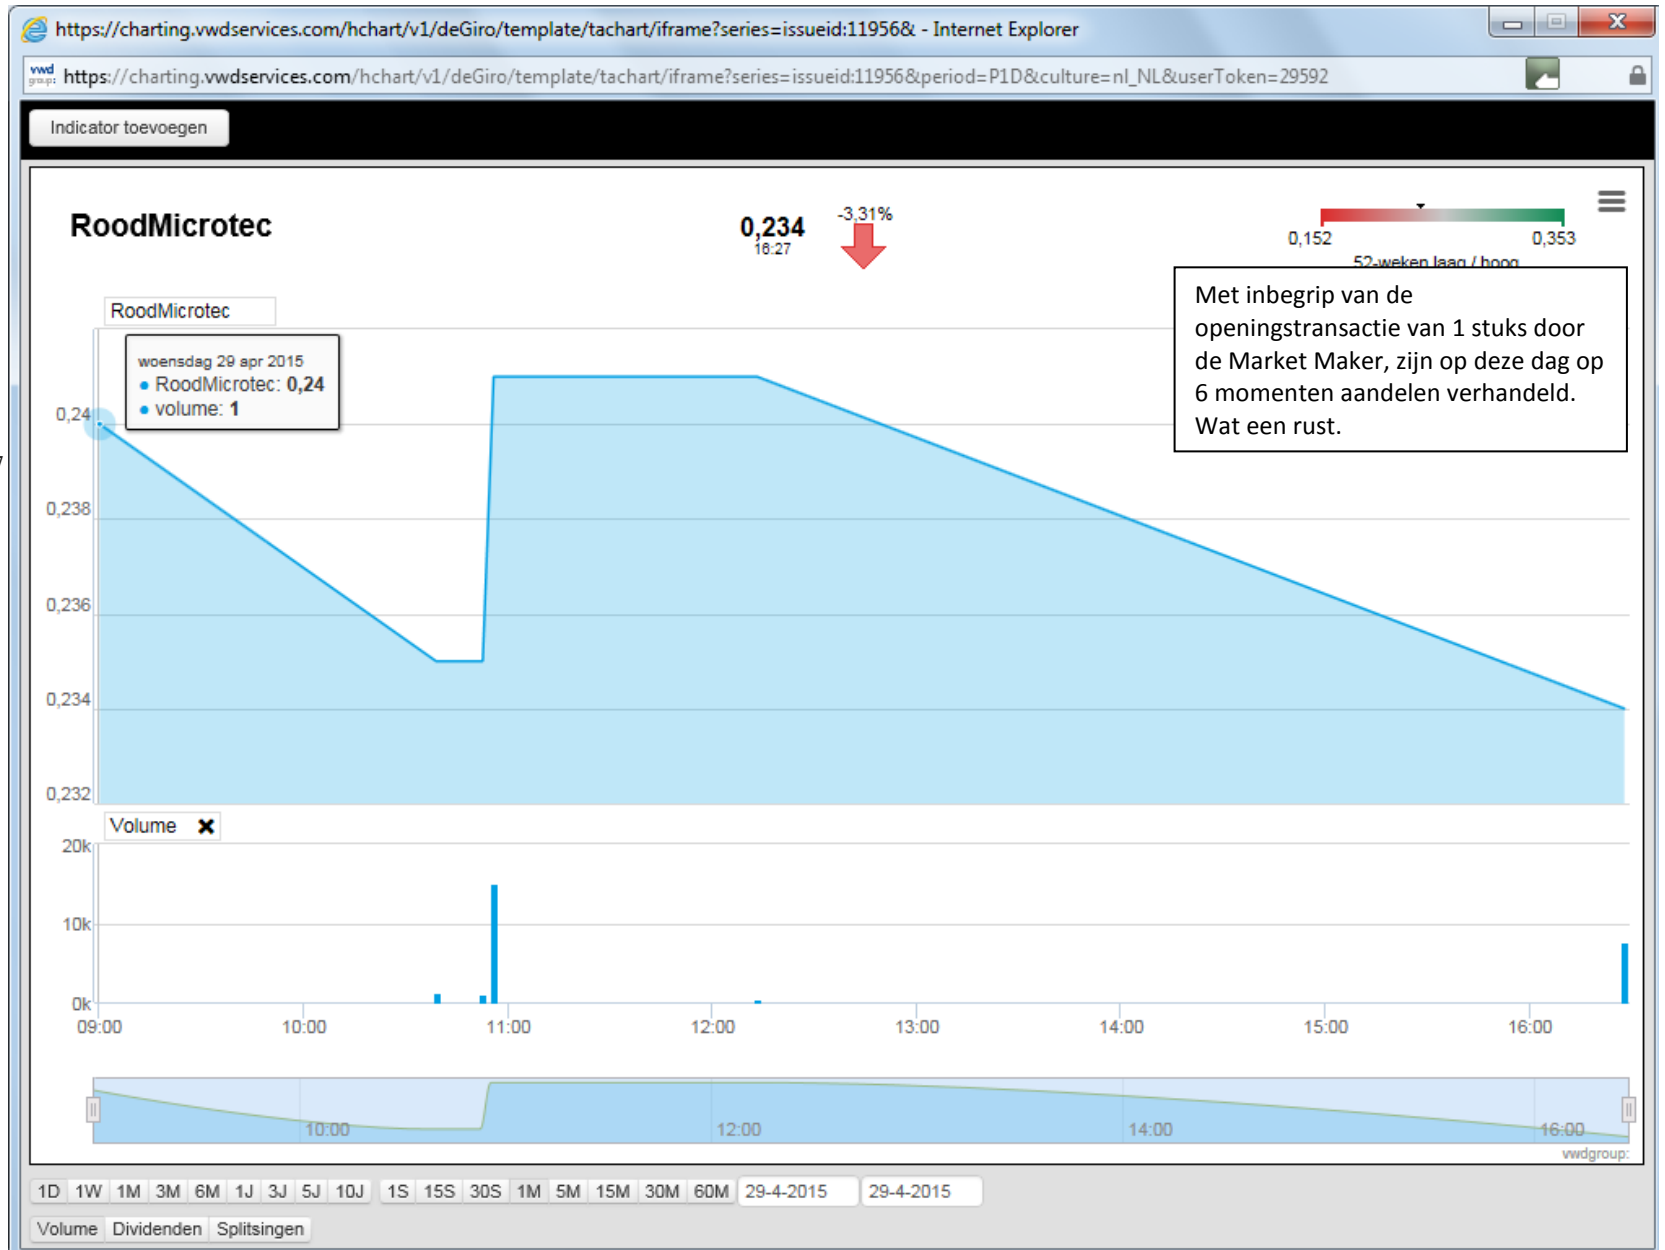 https://charting.vwdservices.com/hchart/v1/deGiro/template/tachart/iframe?series=issueid:11956& - Internet Explorer
vwd group: https://charting.vwdservices.com/hchart/v1/deGiro/template/tachart/iframe?series=issueid:11956&period=P1D&culture=nl_NL&userToken=29592
Indicator toevoegen
RoodMicrotec
0,234
16:27
-3,31%
0,152 0,353
52-weken laag / hoog
Met inbegrip van de
openingstransactie van 1 stuks door
de Market Maker, zijn op deze dag op
6 momenten aandelen verhandeld.
Wat een rust.
RoodMicrotec
woensdag 29 apr 2015
• RoodMicrotec: 0,24
• volume: 1
0,24
0,238
0,236
0,234
0,232
Volume
20k
10k
0k
09:00 10:00 11:00 12:00 13:00 14:00 15:00 16:00
10:00 12:00 14:00 16:00
vwdgroup:
1D 1W 1M 3M 6M 1J 3J 5J 10J 1S 15S 30S 1M 5M 15M 30M 60M 29-4-2015 29-4-2015
Volume Dividenden Splitsingen